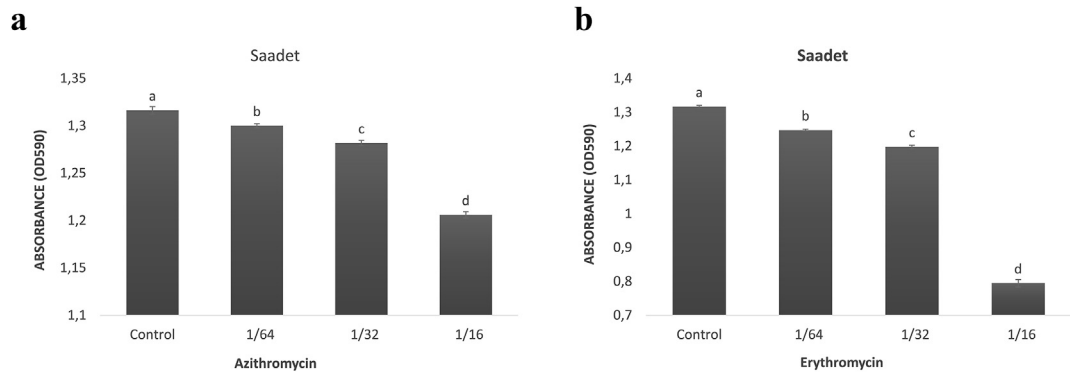 a
Saadet
1,35
1,3
1,25
1,2
1,15
1,1
ABSORBANCE (OD590)
a
b
c
d
Control 1/64 1/32 1/16
Azithromycin
b
Saadet
1,4
1,3
1,2
1,1
1
0,9
0,8
0,7
ABSORBANCE (OD590)
a
b
c
d
Control 1/64 1/32 1/16
Erythromycin